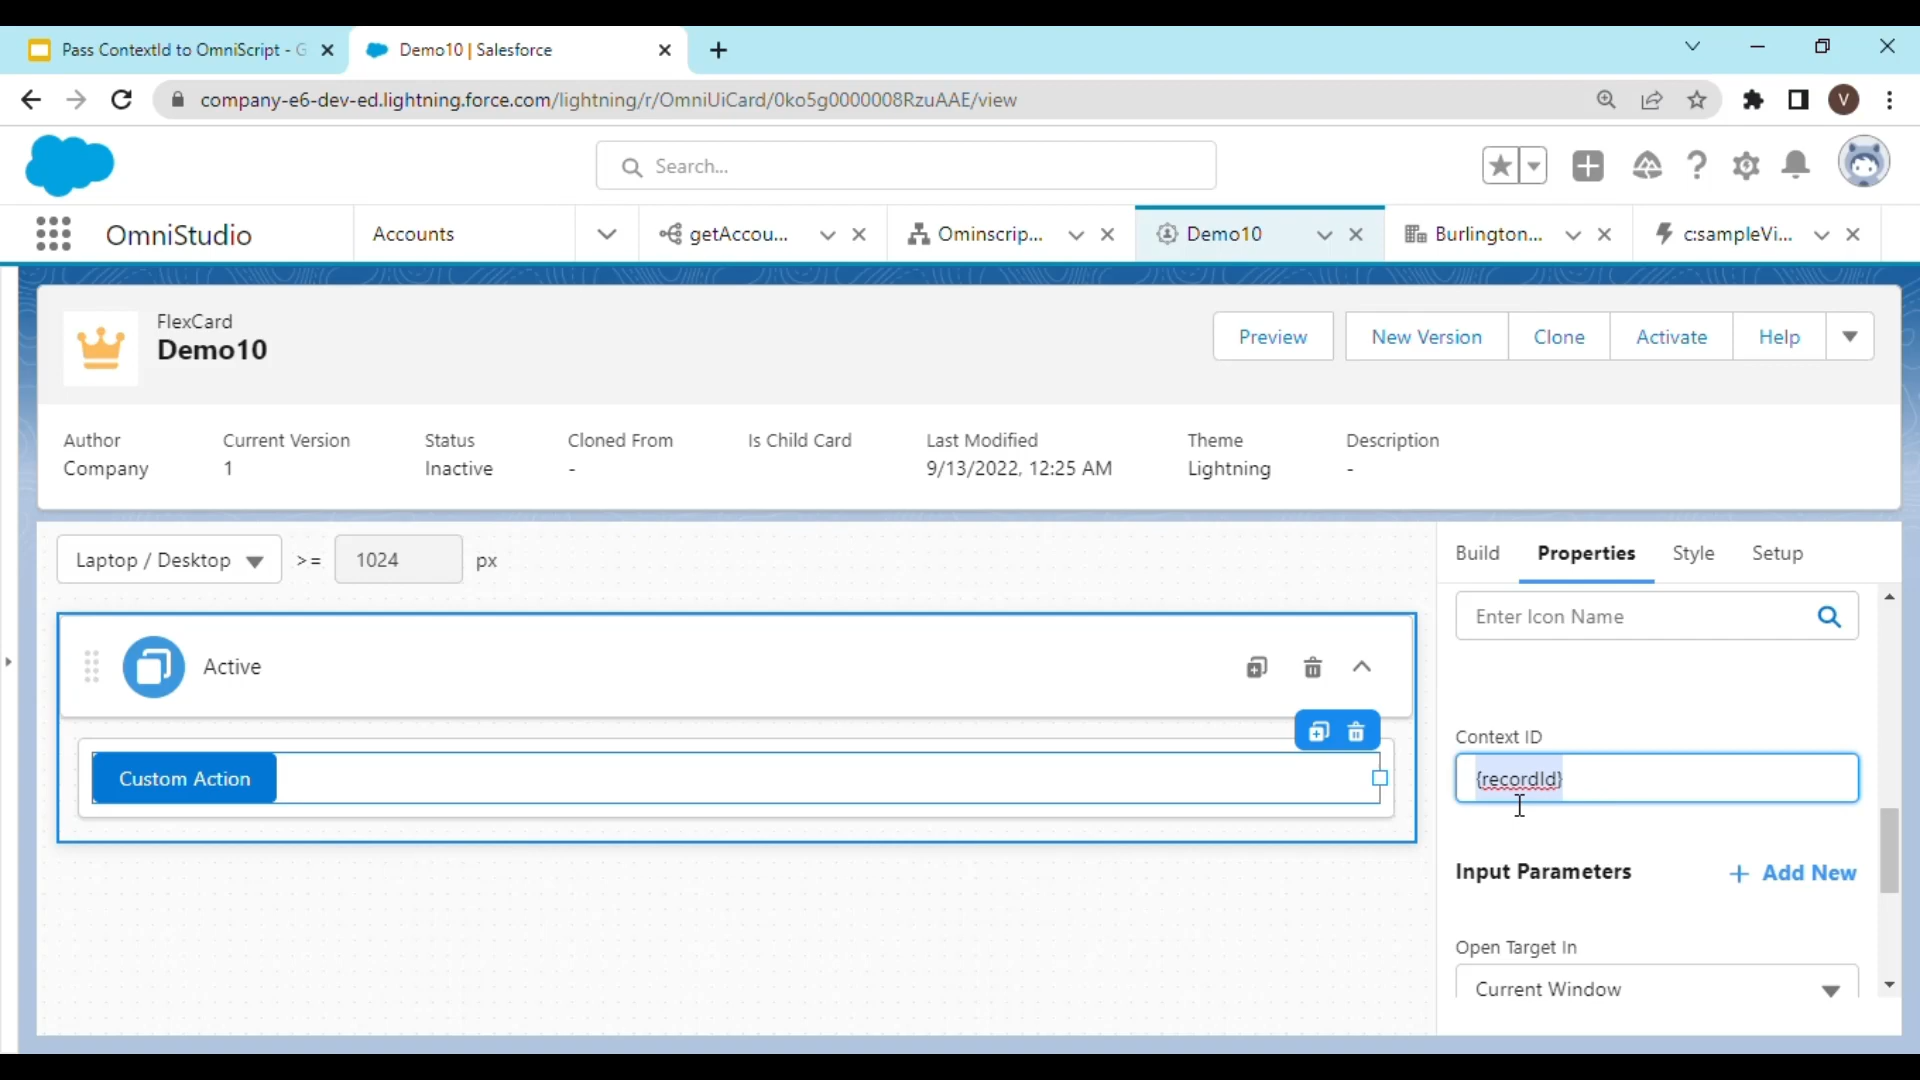 Pass ContextId to OmniScript - G
Demo10 | Salesforce
company-e6-dev-ed.lightning.force.com/lightning/r/OmniUiCard/0ko5g0000008RzuAAE/view
V
Search...
OmniStudio
Accounts
getAccou...
Ominscrip...
Demo10
Burlington...
c:sampleVi...
FlexCard
Demo10
Preview
New Version
Clone
Activate
Help
Author
Current Version
Status
Cloned From
Is Child Card
Last Modified
Theme
Description
Company
1
Inactive
-
9/13/2022, 12:25 AM
Lightning
-
Laptop / Desktop
>=
1024
px
Build
Properties
Style
Setup
Enter Icon Name
Active
Context ID
Custom Action
{recordId}
Input Parameters
+ Add New
Open Target In
Current Window